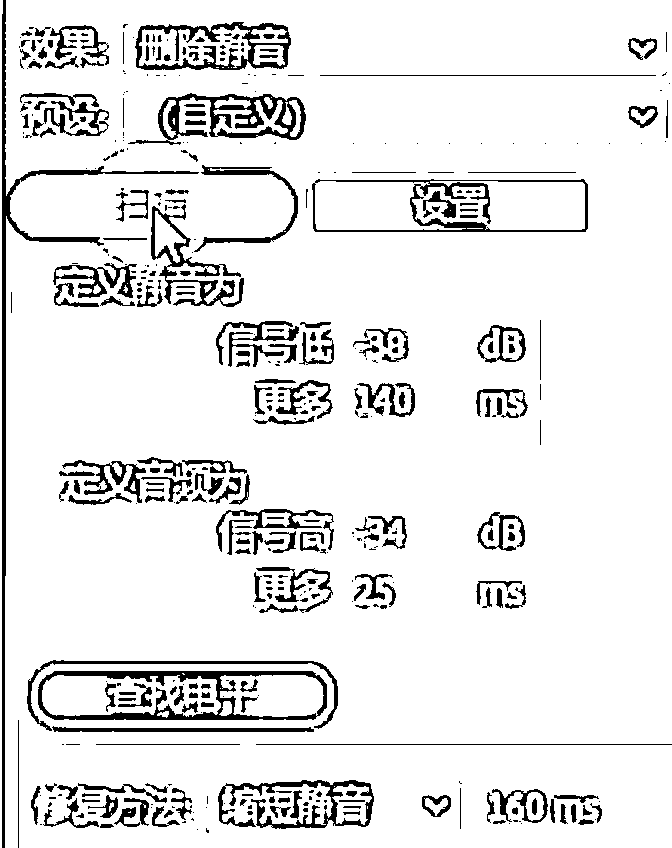 效果: 删除静音
预设: (自定义)
扫描 设置
定义静音为
信号低 -38 dB
更多 140 ms
定义音频为
信号高 -34 dB
更多 25 ms
查找电平
修复方法: 缩短静音 160 ms